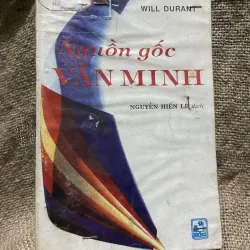 WILL DURANT
Nguồn gốc
VĂN MINH
NGUYỄN HIẾN LÊ dịch